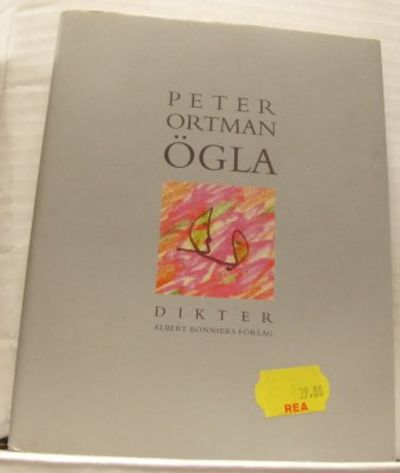 PETER
ORTMAN
ÖGLA
DIKTER
ALBERT BONNIERS FÖRLAG
39.00
REA